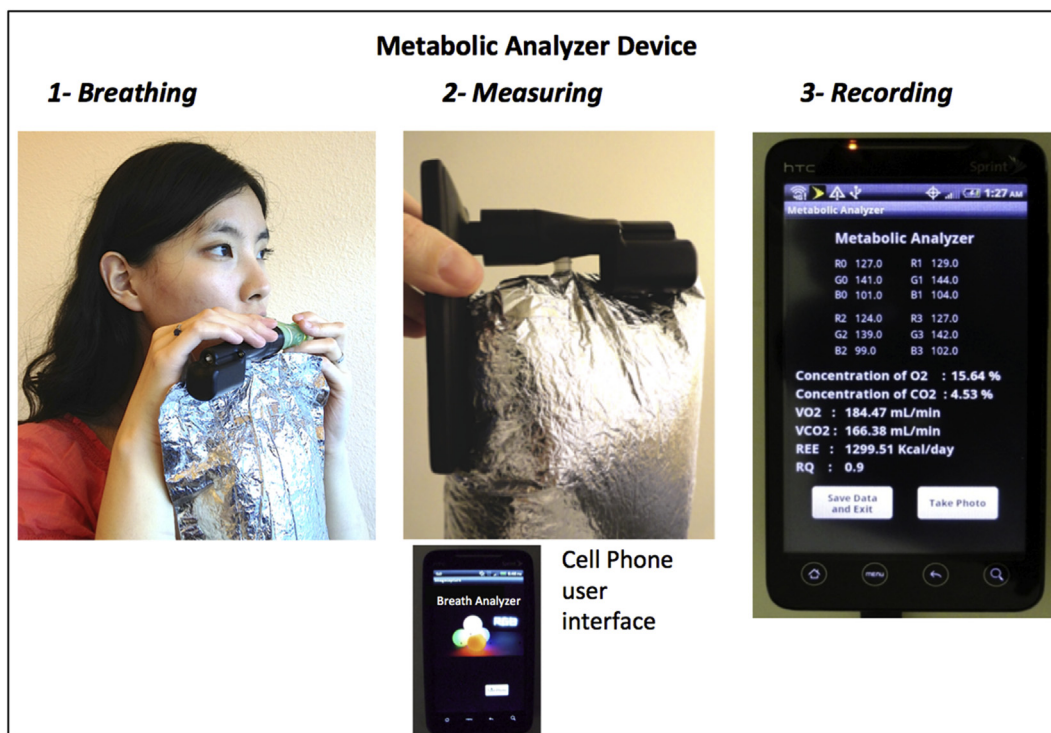 Metabolic Analyzer Device
1- Breathing
2- Measuring
3- Recording
hTC
Sprint
1:27 AM
Metabolic Analyzer
Metabolic Analyzer
R0 127.0 R1 129.0
G0 141.0 G1 144.0
B0 101.0 B1 104.0
R2 124.0 R3 127.0
G2 139.0 G3 142.0
B2 99.0 B3 102.0
Concentration of O2 : 15.64 %
Concentration of CO2 : 4.53 %
VO2 : 184.47 mL/min
VCO2 : 166.38 mL/min
REE : 1299.51 Kcal/day
RQ : 0.9
Save Data
and Exit
Take Photo
menu
Breath Analyzer
Cell Phone
user
interface